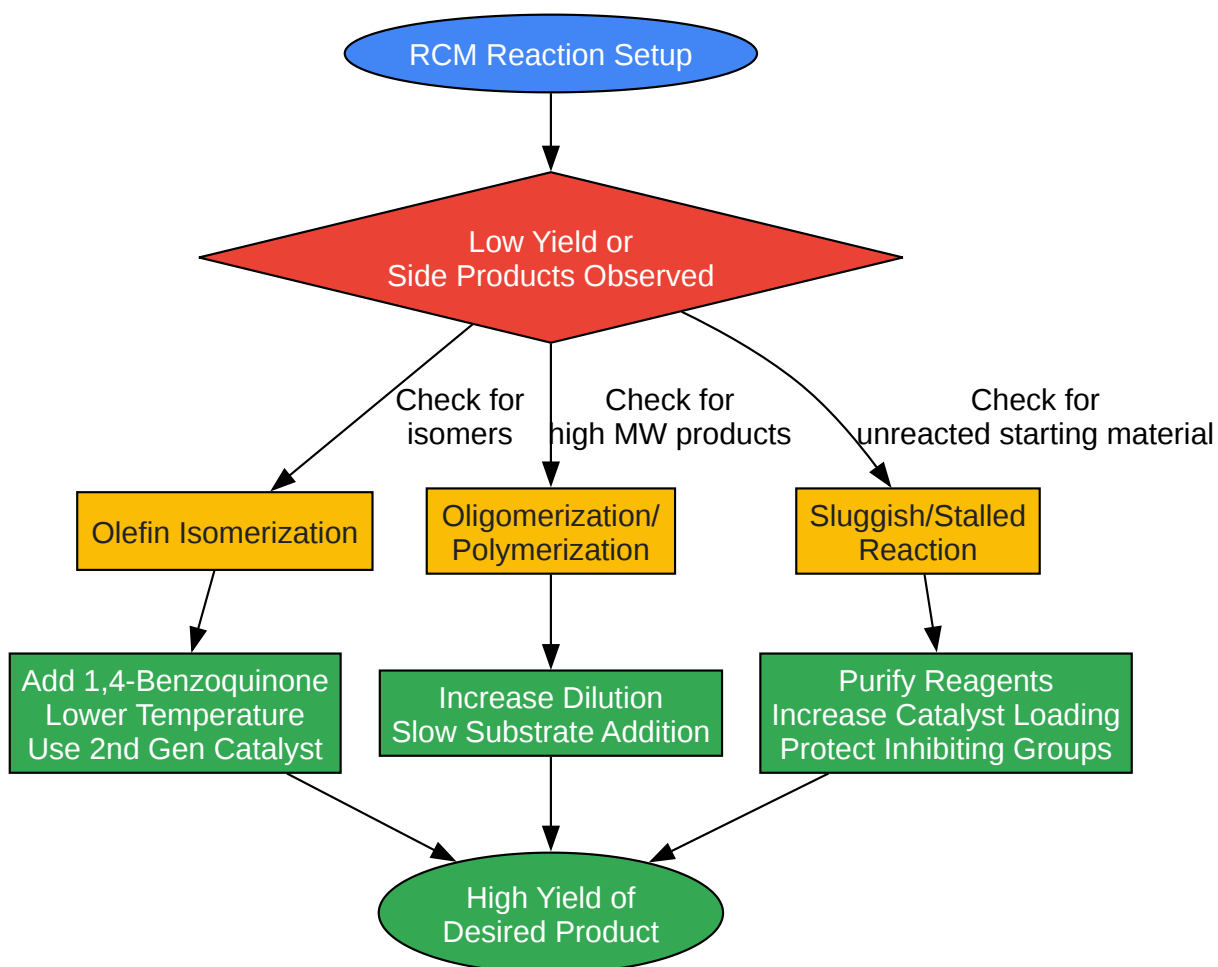 RCM Reaction Setup
Low Yield or
Side Products Observed
Check for
isomers
Check for
high MW products
Check for
unreacted starting material
Olefin Isomerization
Oligomerization/
Polymerization
Sluggish/Stalled
Reaction
Add 1,4-Benzoquinone
Lower Temperature
Use 2nd Gen Catalyst
Increase Dilution
Slow Substrate Addition
Purify Reagents
Increase Catalyst Loading
Protect Inhibiting Groups
High Yield of
Desired Product